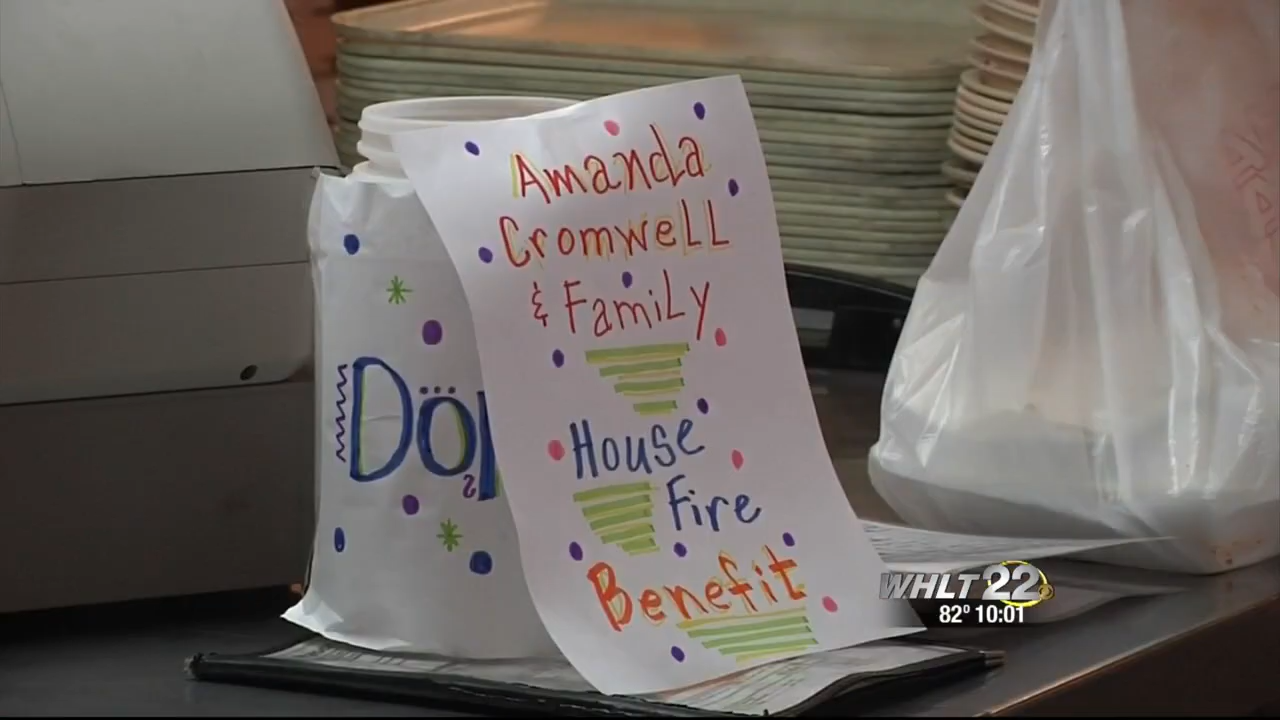 Amanda
Cromwell
& Family
House
Fire
Benefit
WHLT 22
82° 10:01